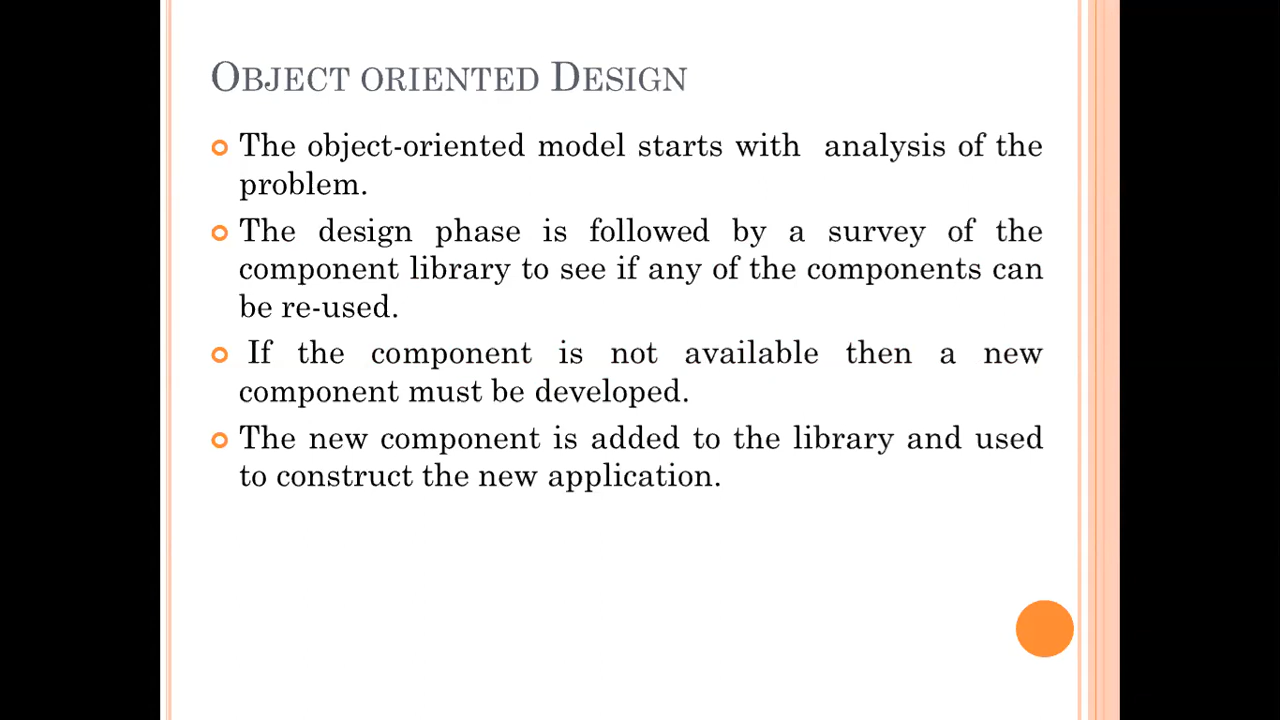 OBJECT ORIENTED DESIGN
The object-oriented model starts with analysis of the
problem.
The design phase is followed by a survey of the
component library to see if any of the components can
be re-used.
If the component is not available then a new
component must be developed.
The new component is added to the library and used
to construct the new application.